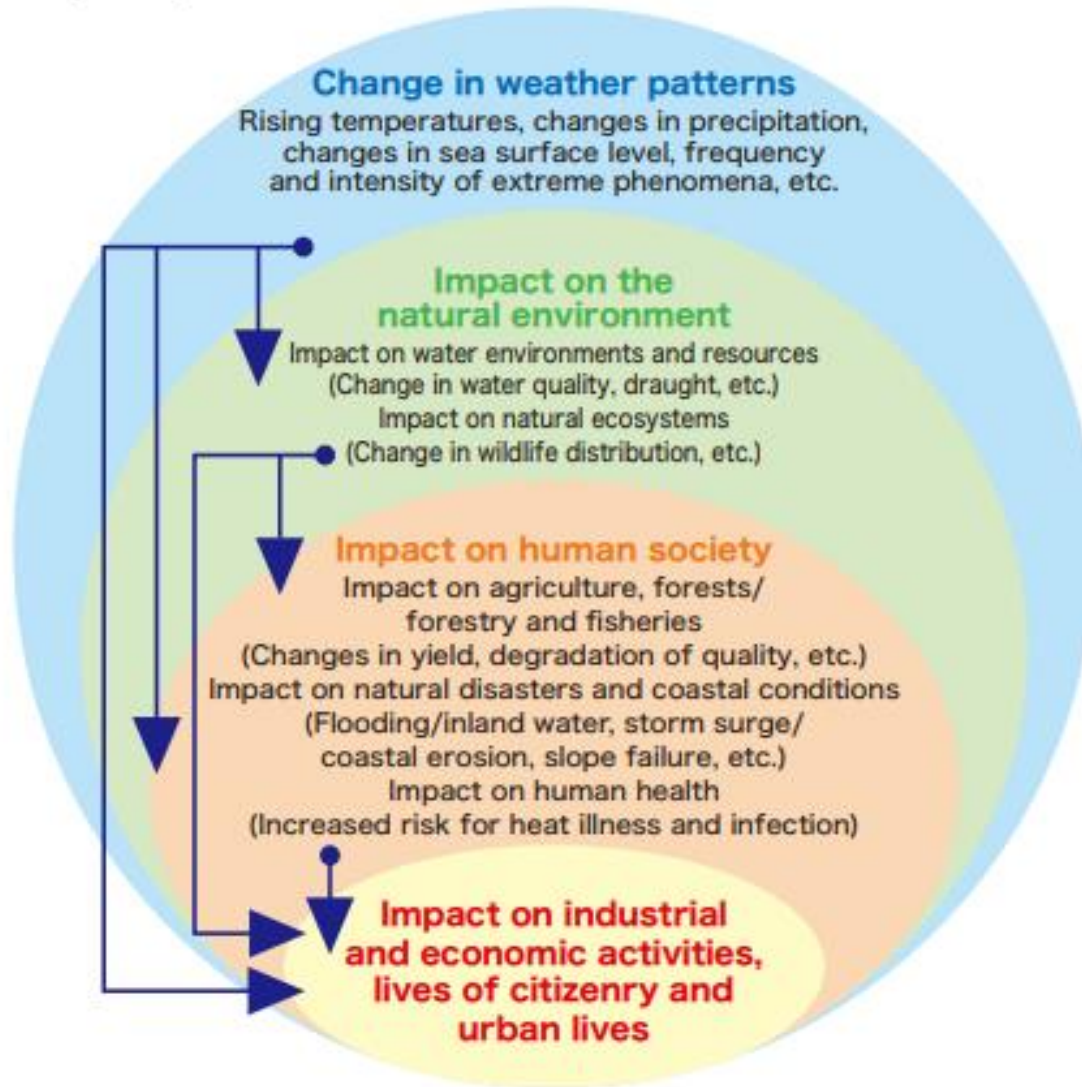 Change in weather patterns
Rising temperatures, changes in precipitation,
changes in sea surface level, frequency
and intensity of extreme phenomena, etc.
Impact on the
natural environment
Impact on water environments and resources
(Change in water quality, draught, etc.)
Impact on natural ecosystems
(Change in wildlife distribution, etc.)
Impact on human society
Impact on agriculture, forests/
forestry and fisheries
(Changes in yield, degradation of quality, etc.)
Impact on natural disasters and coastal conditions
(Flooding/inland water, storm surge/
coastal erosion, slope failure, etc.)
Impact on human health
(Increased risk for heat illness and infection)
Impact on industrial
and economic activities,
lives of citizenry and
urban lives